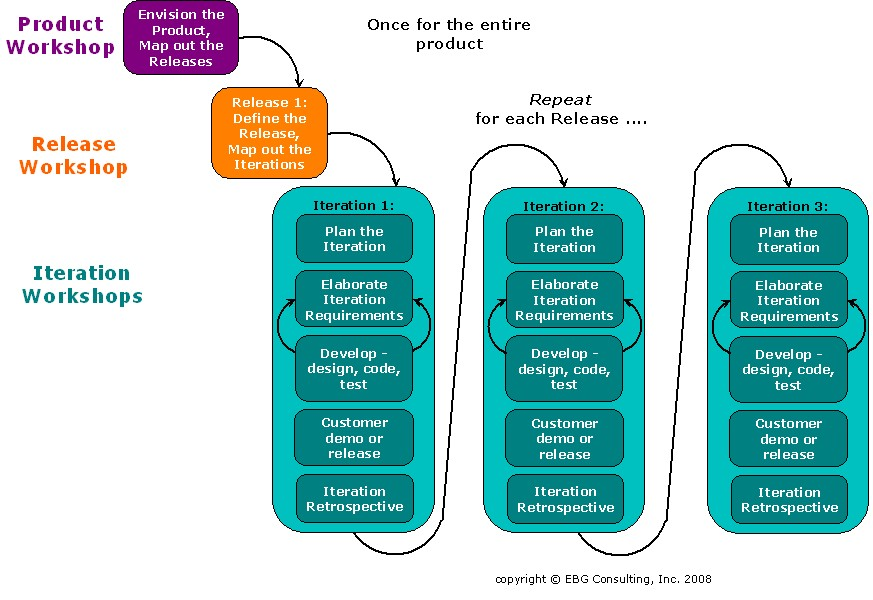 Product
Workshop
Envision the
Product,
Map out the
Releases
Once for the entire
product
Release
Workshop
Release 1:
Define the
Release,
Map out the
Iterations
Repeat
for each Release ....
Iteration
Workshops
Iteration 1:
Plan the
Iteration
Elaborate
Iteration
Requirements
Develop -
design, code,
test
Customer
demo or
release
Iteration
Retrospective
Iteration 2:
Plan the
Iteration
Elaborate
Iteration
Requirements
Develop -
design, code,
test
Customer
demo or
release
Iteration
Retrospective
Iteration 3:
Plan the
Iteration
Elaborate
Iteration
Requirements
Develop -
design, code,
test
Customer
demo or
release
Iteration
Retrospective
copyright © EBG Consulting, Inc. 2008